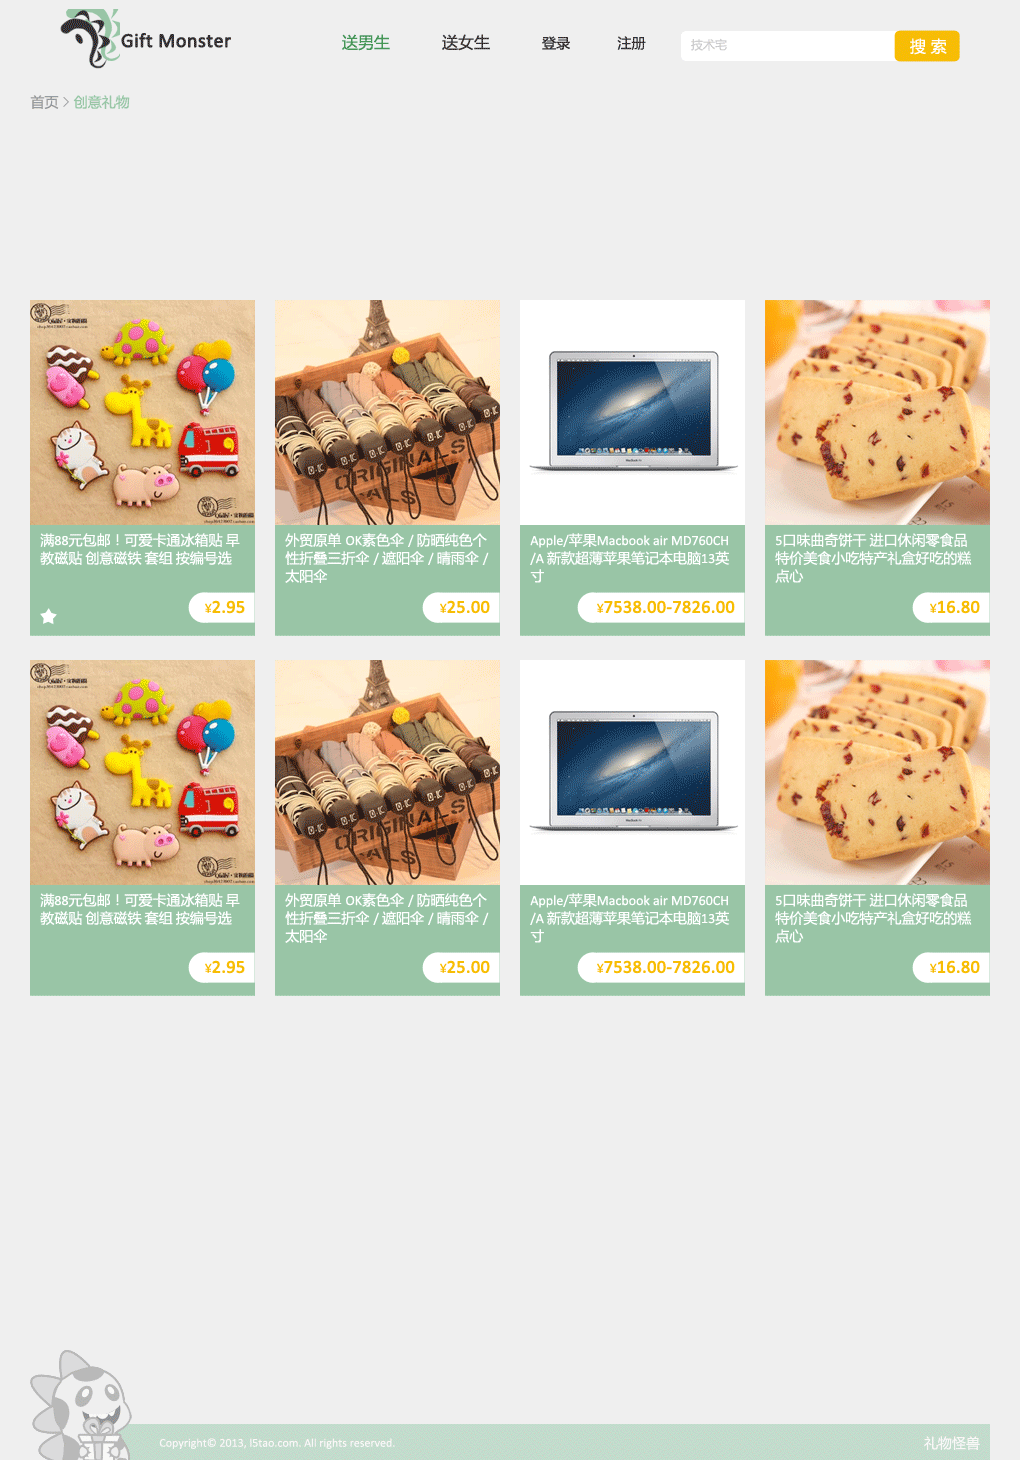 Gift Monster
送男生
送女生
登录
注册
技术宅
搜 索
首页 > 创意礼物
满88元包邮！可爱卡通冰箱贴 早
教磁贴 创意磁铁 套组 按编号选
¥2.95
ORIGINALS
外贸原单 OK素色伞 / 防晒纯色个
性折叠三折伞 / 遮阳伞 / 晴雨伞 /
太阳伞
¥25.00
Apple/苹果Macbook air MD760CH
/A 新款超薄苹果笔记本电脑13英
寸
¥7538.00-7826.00
5口味曲奇饼干 进口休闲零食品
特价美食小吃特产礼盒好吃的糕
点心
¥16.80
满88元包邮！可爱卡通冰箱贴 早
教磁贴 创意磁铁 套组 按编号选
¥2.95
ORIGINALS
外贸原单 OK素色伞 / 防晒纯色个
性折叠三折伞 / 遮阳伞 / 晴雨伞 /
太阳伞
¥25.00
Apple/苹果Macbook air MD760CH
/A 新款超薄苹果笔记本电脑13英
寸
¥7538.00-7826.00
5口味曲奇饼干 进口休闲零食品
特价美食小吃特产礼盒好吃的糕
点心
¥16.80
Copyright© 2013, l5tao.com. All rights reserved.
礼物怪兽